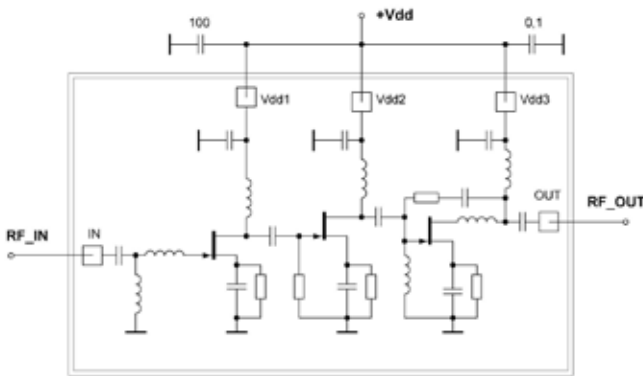 +Vdd
100
0,1
Vdd1
Vdd2
Vdd3
OUT
RF_OUT
RF_IN
IN